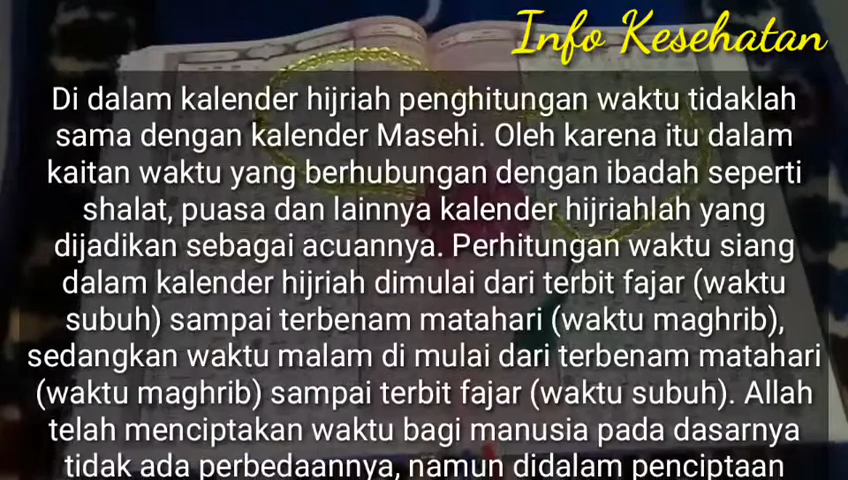 Info Kesehatan
Di dalam kalender hijriah penghitungan waktu tidaklah
sama dengan kalender Masehi. Oleh karena itu dalam
kaitan waktu yang berhubungan dengan ibadah seperti
shalat, puasa dan lainnya kalender hijriahlah yang
dijadikan sebagai acuannya. Perhitungan waktu siang
dalam kalender hijriah dimulai dari terbit fajar (waktu
subuh) sampai terbenam matahari (waktu maghrib),
sedangkan waktu malam di mulai dari terbenam matahari
(waktu maghrib) sampai terbit fajar (waktu subuh). Allah
telah menciptakan waktu bagi manusia pada dasarnya
tidak ada perbedaannya, namun didalam penciptaan